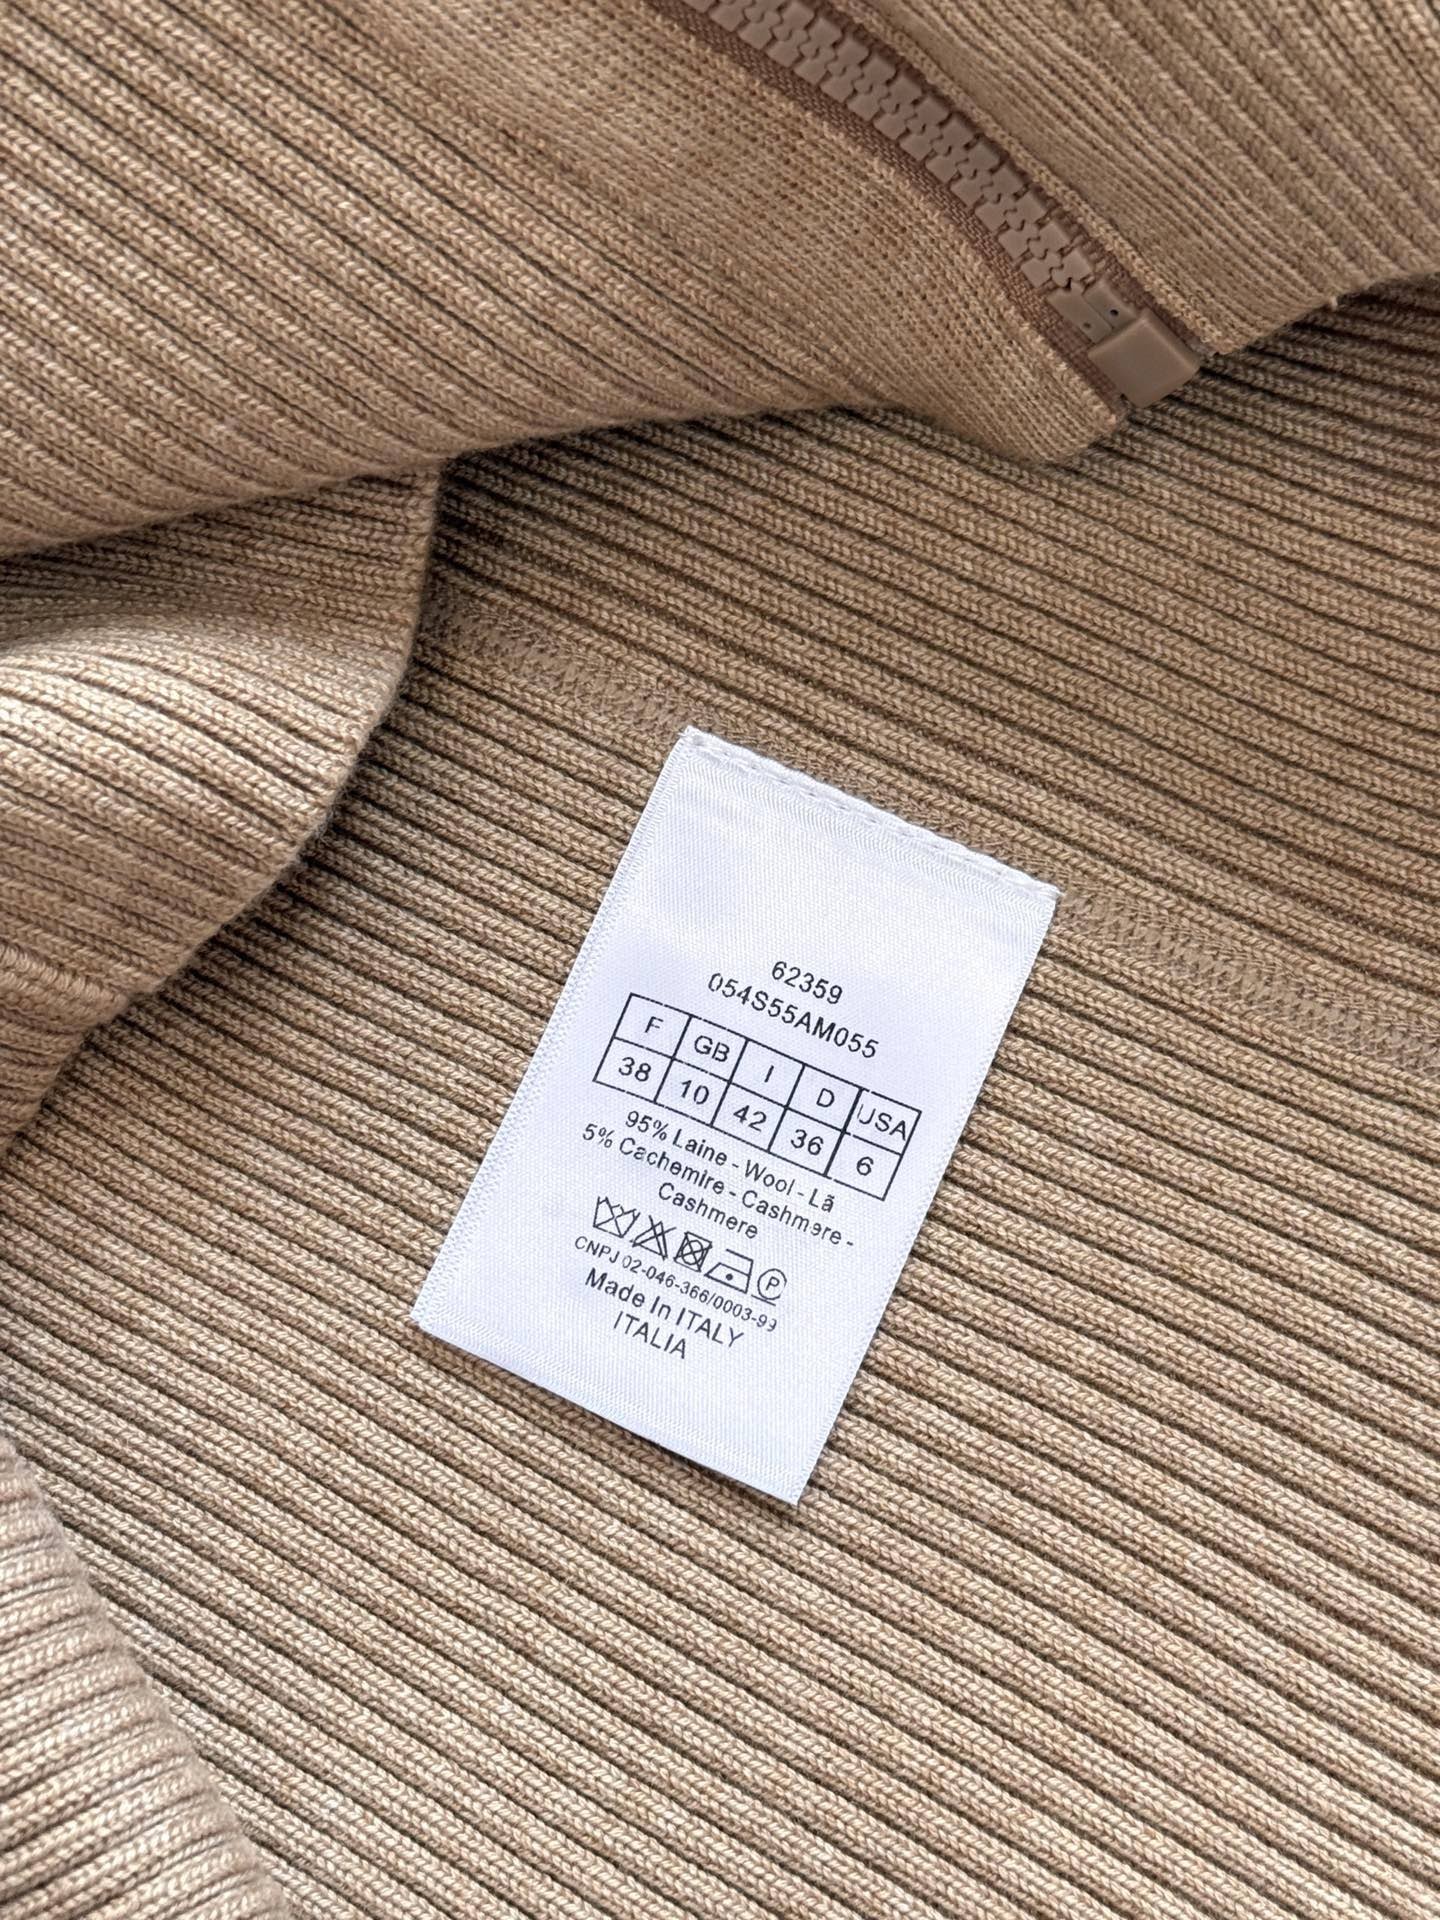 62359
054S55AM055
F GB I D USA
38 10 42 36 6
95% Laine - Wool - Lã
5% Cachemire - Cashmere -
Cashmere
P
CNPJ 02-046-366/0003-99
Made In ITALY
ITALIA